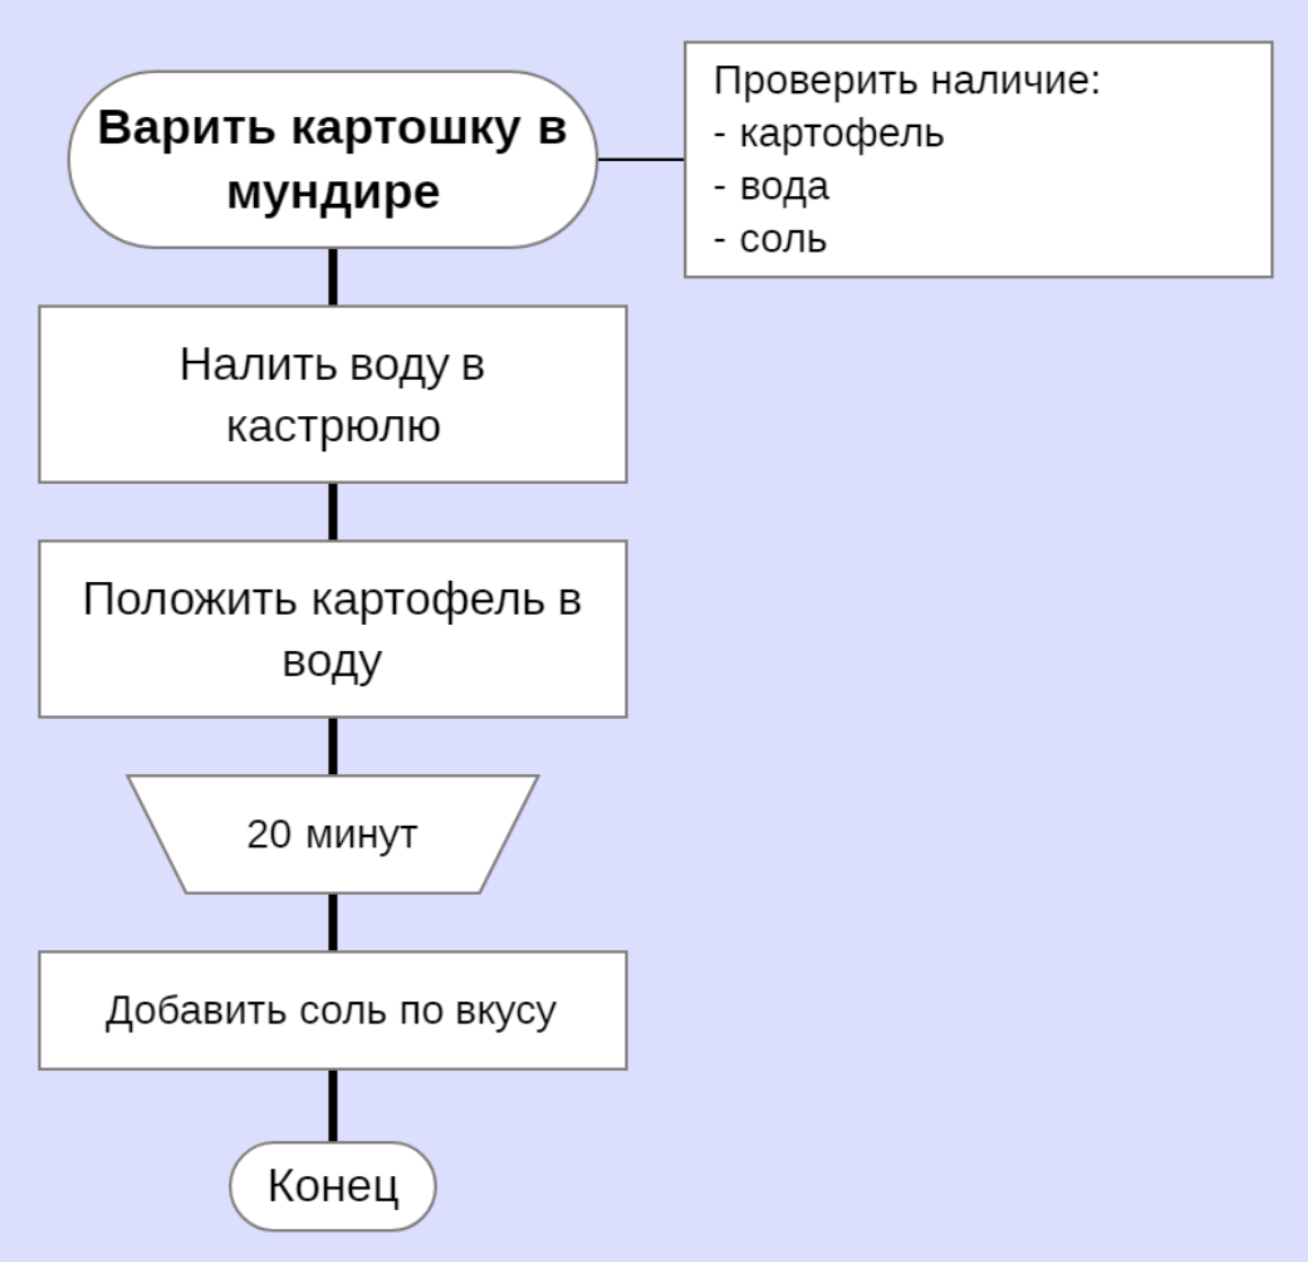 Варить картошку в
мундире
Проверить наличие:
- картофель
- вода
- соль
Налить воду в
кастрюлю
Положить картофель в
воду
20 минут
Добавить соль по вкусу
Конец